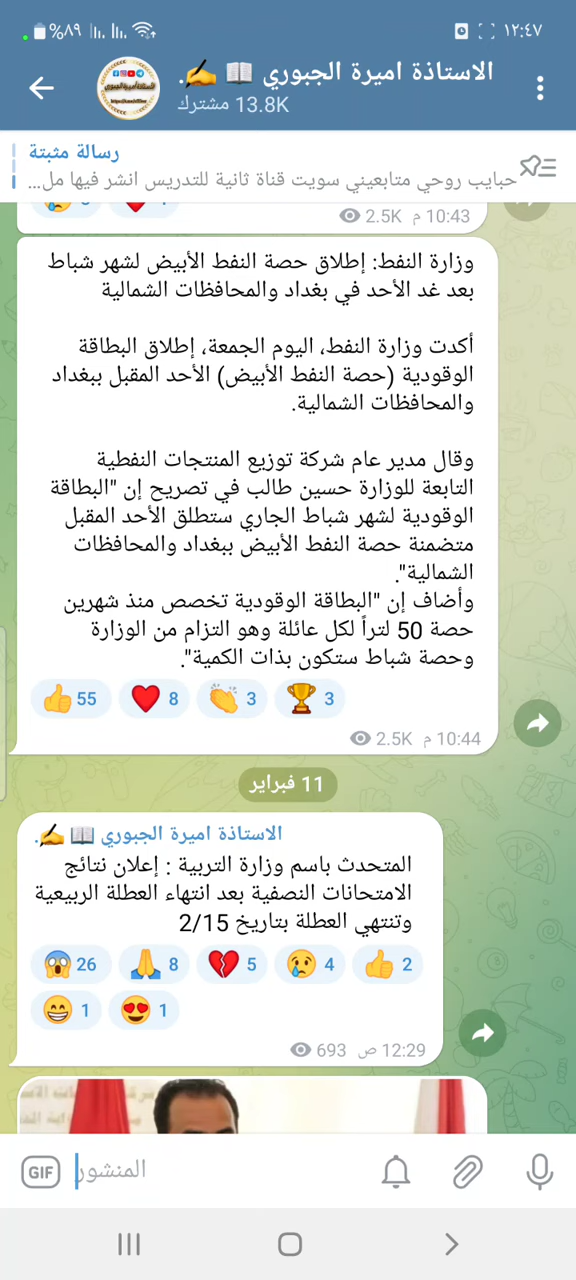 ١٢:٤٧
%٨٩
الاستاذة اميرة الجبوري 📖 ✍️.
13.8K مشترك
رسالة مثبتة
حبايب روحي متابعيني سويت قناة ثانية للتدريس انشر فيها مل...
2.5K 10:43 م
وزارة النفط: إطلاق حصة النفط الأبيض لشهر شباط
بعد غد الأحد في بغداد والمحافظات الشمالية
أكدت وزارة النفط، اليوم الجمعة، إطلاق البطاقة
الوقودية (حصة النفط الأبيض) الأحد المقبل ببغداد
والمحافظات الشمالية.
وقال مدير عام شركة توزيع المنتجات النفطية
التابعة للوزارة حسين طالب في تصريح إن "البطاقة
الوقودية لشهر شباط الجاري ستطلق الأحد المقبل
متضمنة حصة النفط الأبيض ببغداد والمحافظات
الشمالية".
وأضاف إن "البطاقة الوقودية تخصص منذ شهرين
حصة 50 لتراً لكل عائلة وهو التزام من الوزارة
وحصة شباط ستكون بذات الكمية".
👍 55 ❤️ 8 👏 3 🏆 3
2.5K 10:44 م
11 فبراير
الاستاذة اميرة الجبوري 📖 ✍️.
المتحدث باسم وزارة التربية : إعلان نتائج
الامتحانات النصفية بعد انتهاء العطلة الربيعية
وتنتهي العطلة بتاريخ 2/15
😱 26 🙏 8 💔 5 😢 4 👍 2
😁 1 😍 1
693 12:29 ص
GIF المنشور